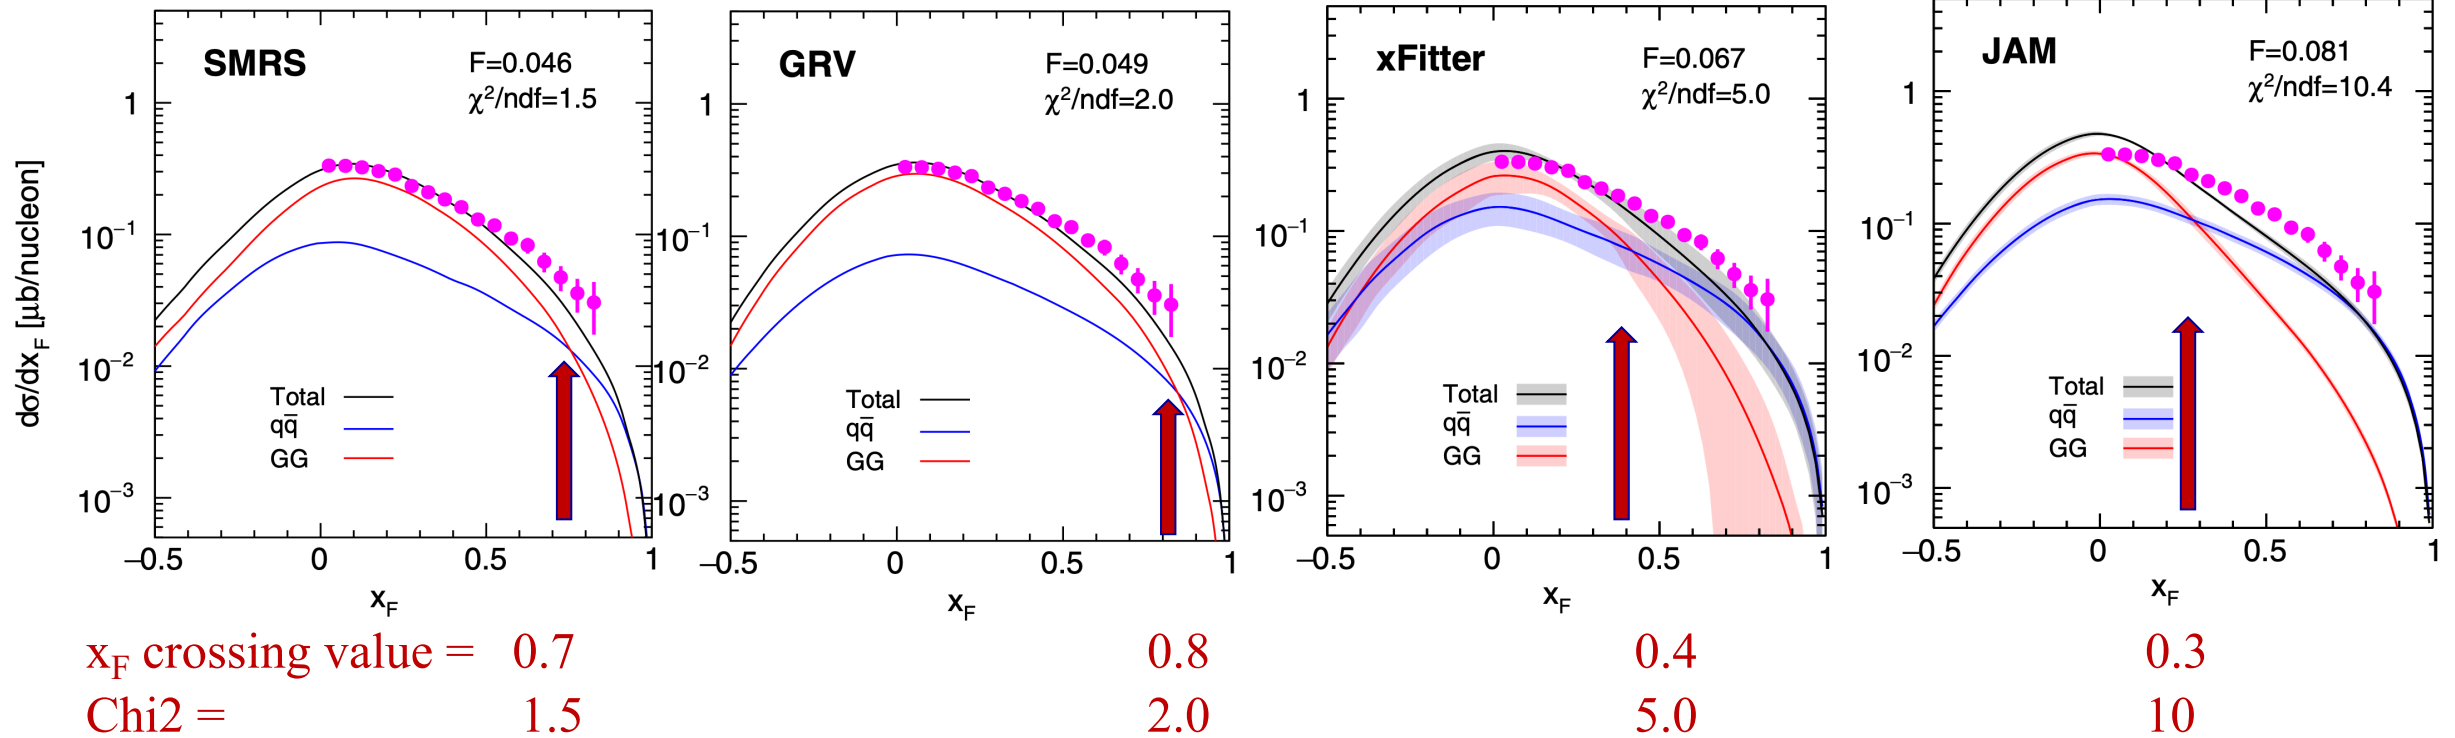 SMRS
F=0.046
χ²/ndf=1.5
1
10⁻¹
10⁻²
10⁻³
dσ/dx_F [μb/nucleon]
Total
qq̅
GG
−0.5 0 0.5 1
x_F
GRV
F=0.049
χ²/ndf=2.0
1
10⁻¹
10⁻²
10⁻³
Total
qq̅
GG
−0.5 0 0.5 1
x_F
xFitter
F=0.067
χ²/ndf=5.0
1
10⁻¹
10⁻²
10⁻³
Total
qq̅
GG
−0.5 0 0.5 1
x_F
JAM
F=0.081
χ²/ndf=10.4
1
10⁻¹
10⁻²
10⁻³
Total
qq̅
GG
−0.5 0 0.5 1
x_F
x_F crossing value = 0.7 0.8 0.4 0.3
Chi2 = 1.5 2.0 5.0 10